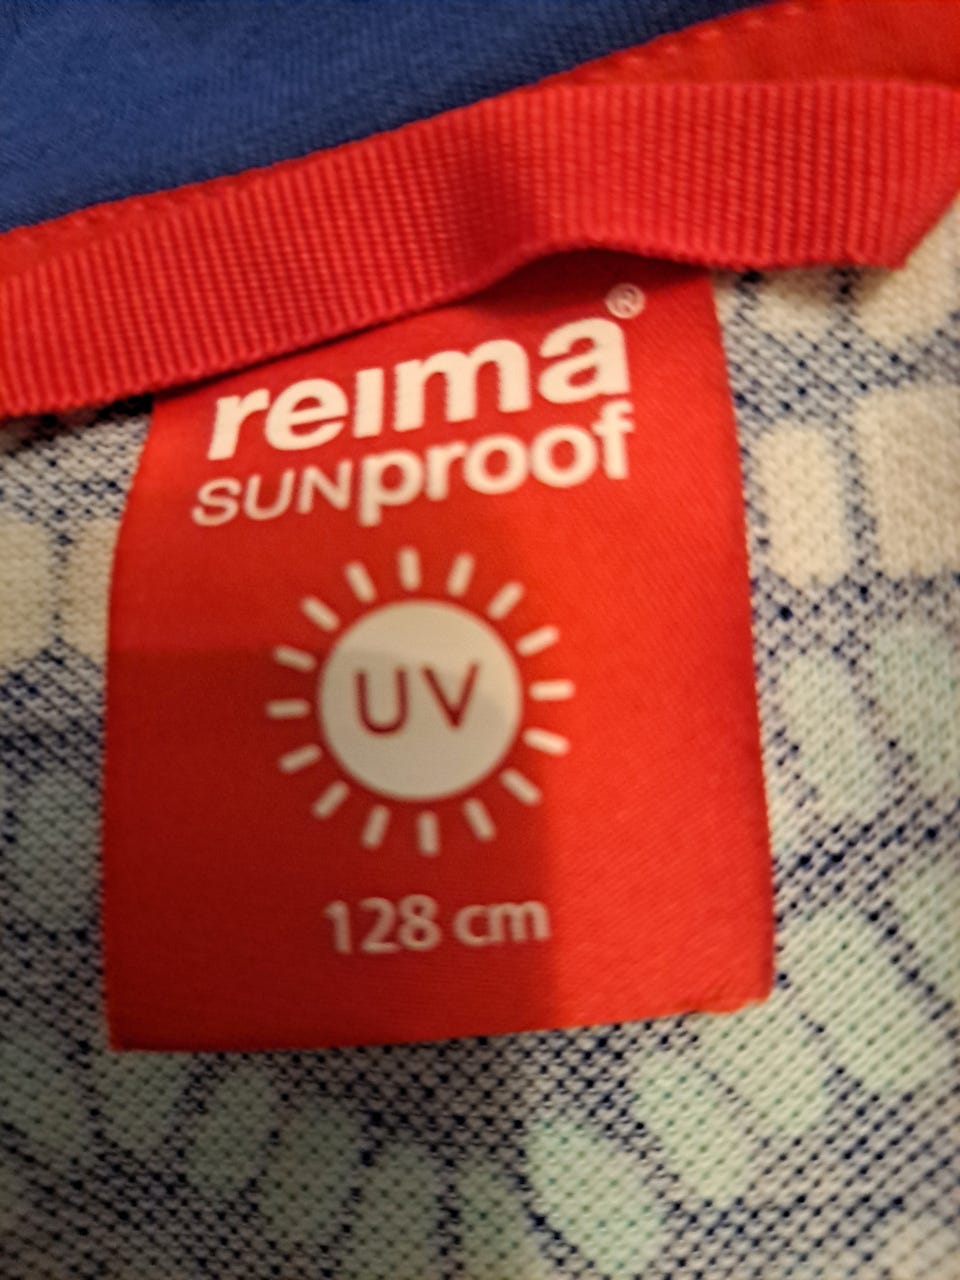 reima®
SUNproof
UV
128 cm